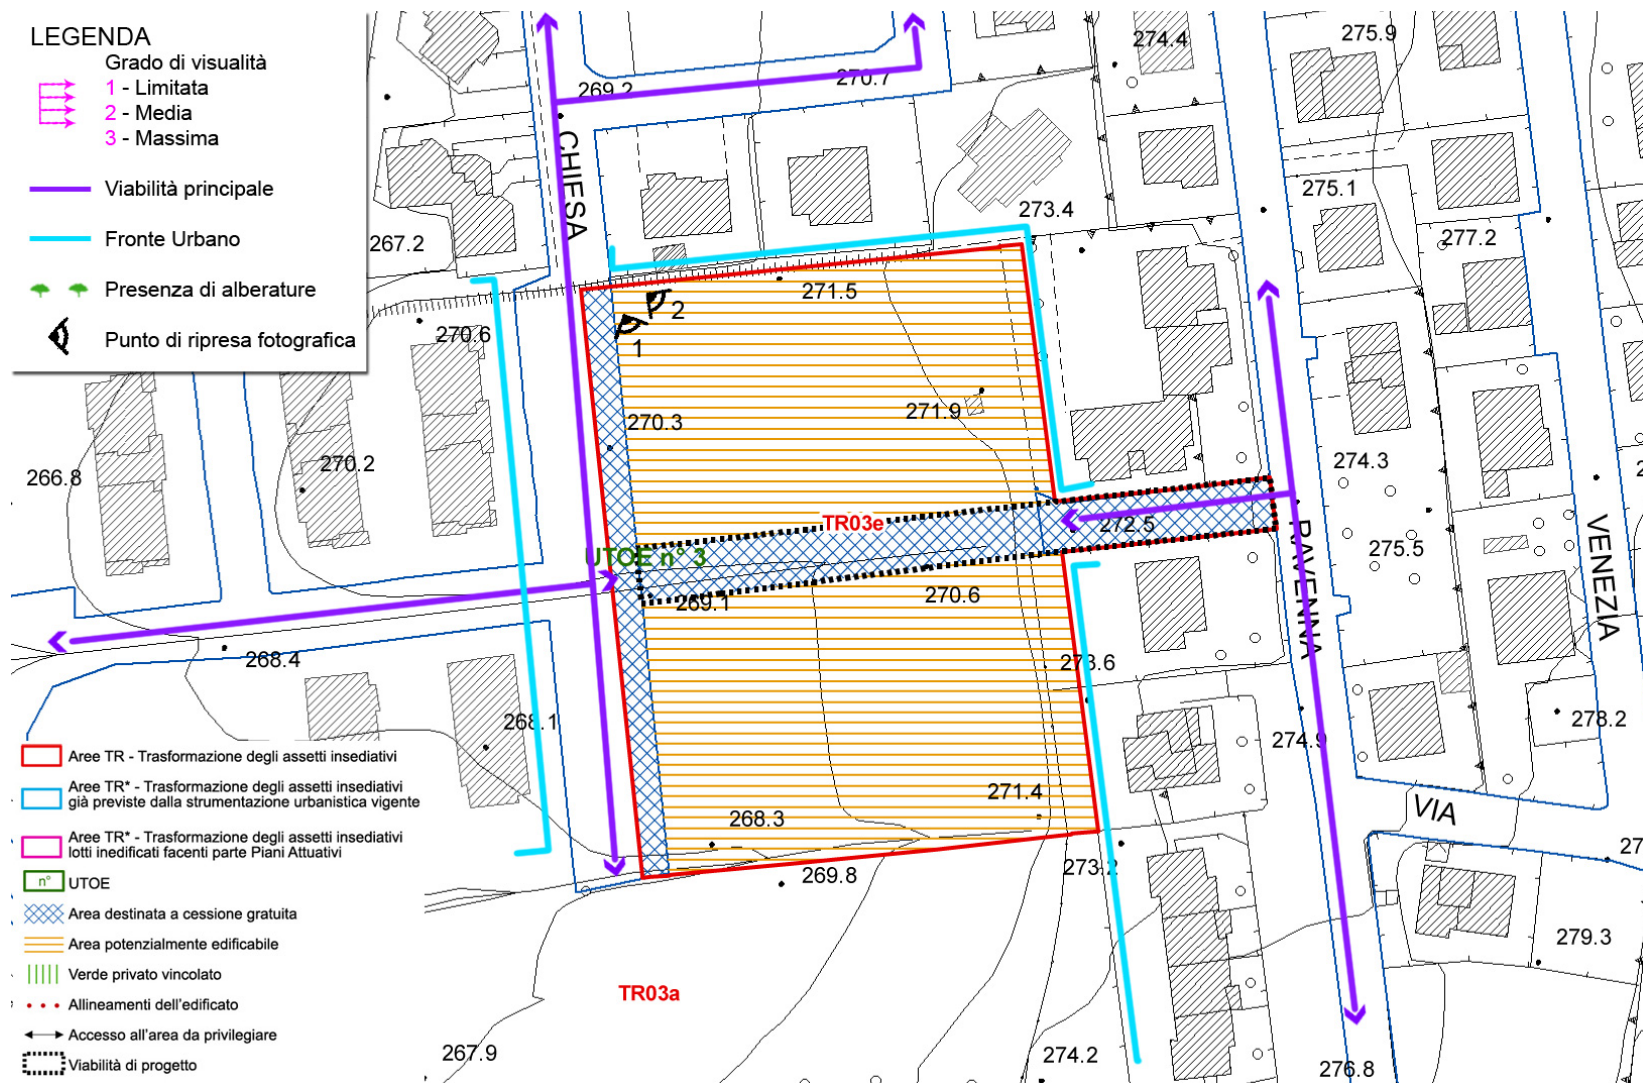 LEGENDA
Grado di visualità
1 - Limitata
2 - Media
3 - Massima
Viabilità principale
Fronte Urbano
Presenza di alberature
Punto di ripresa fotografica
274.4
275.9
269.2
270.7
CHIESA
275.1
273.4
267.2
277.2
271.5
2
270.6
1
271.9
270.3
266.8
270.2
274.3
TR03e
272.5
RAVENNA
275.5
VENEZIA
UTOE n° 3
269.1
270.6
268.4
273.6
268.1
278.2
274.9
271.4
268.3
VIA
27
269.8
273.2
279.3
TR03a
267.9
274.2
276.8
Aree TR - Trasformazione degli assetti insediativi
Aree TR* - Trasformazione degli assetti insediativi
già previste dalla strumentazione urbanistica vigente
Aree TR* - Trasformazione degli assetti insediativi
lotti inedificati facenti parte Piani Attuativi
n° UTOE
Area destinata a cessione gratuita
Area potenzialmente edificabile
Verde privato vincolato
Allineamenti dell'edificato
Accesso all'area da privilegiare
Viabilità di progetto